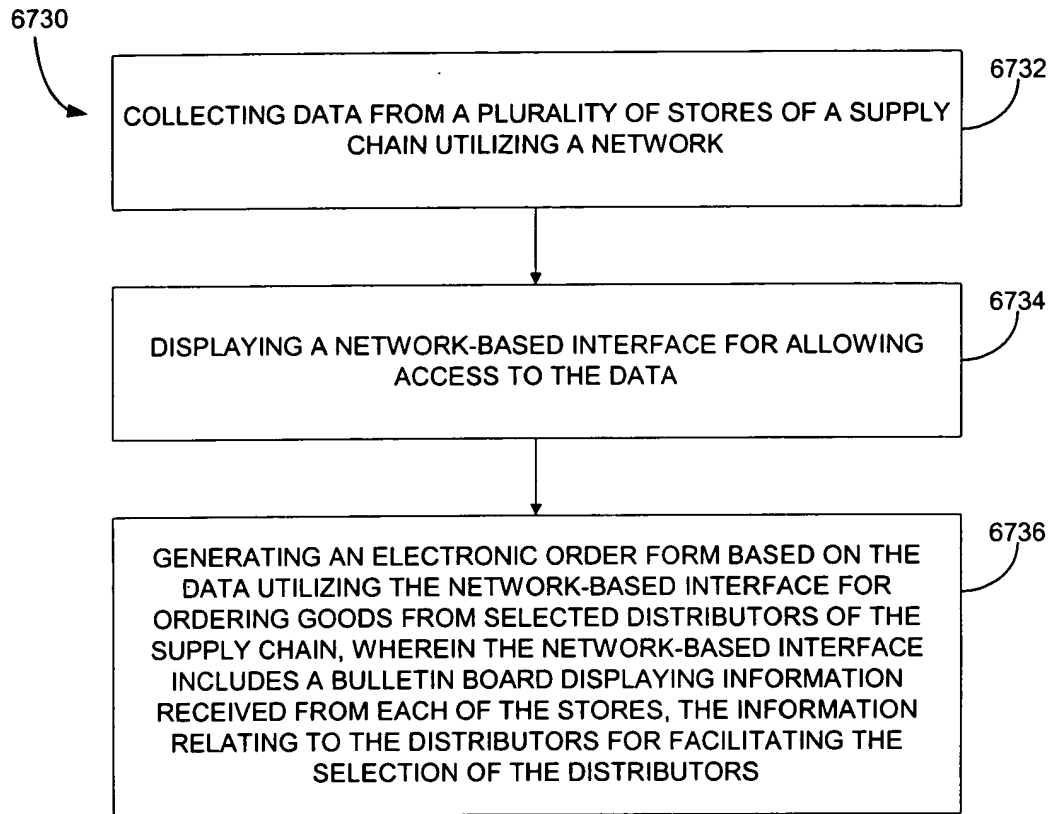 6730
6732
COLLECTING DATA FROM A PLURALITY OF STORES OF A SUPPLY
CHAIN UTILIZING A NETWORK
6734
DISPLAYING A NETWORK-BASED INTERFACE FOR ALLOWING
ACCESS TO THE DATA
6736
GENERATING AN ELECTRONIC ORDER FORM BASED ON THE
DATA UTILIZING THE NETWORK-BASED INTERFACE FOR
ORDERING GOODS FROM SELECTED DISTRIBUTORS OF THE
SUPPLY CHAIN, WHEREIN THE NETWORK-BASED INTERFACE
INCLUDES A BULLETIN BOARD DISPLAYING INFORMATION
RECEIVED FROM EACH OF THE STORES, THE INFORMATION
RELATING TO THE DISTRIBUTORS FOR FACILITATING THE
SELECTION OF THE DISTRIBUTORS